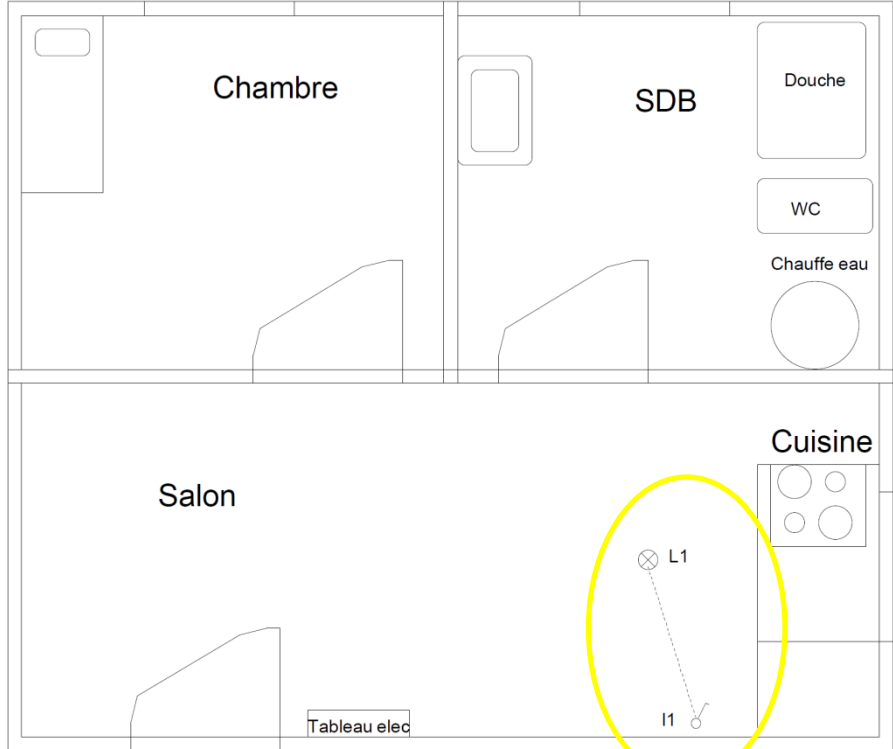 Chambre
SDB
Douche
WC
Chauffe eau
Cuisine
Salon
L1
I1
Tableau elec